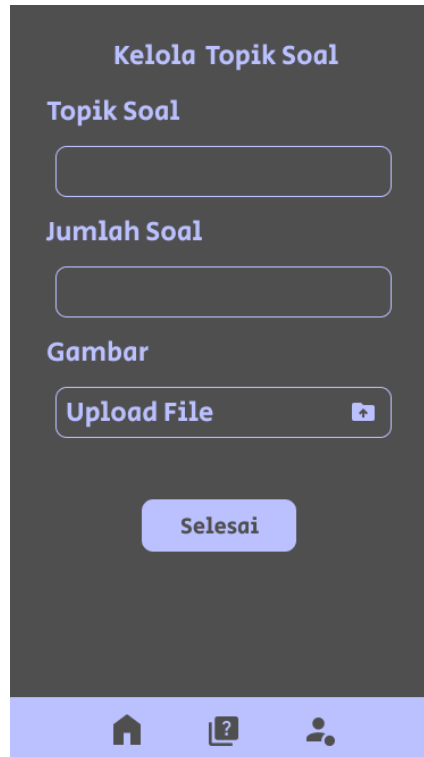 Kelola Topik Soal
Topik Soal
Jumlah Soal
Gambar
Upload File
Selesai
?